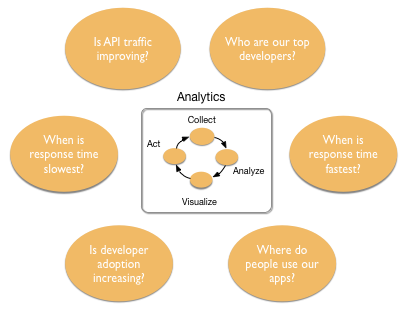 Is API traffic
improving?
Who are our top
developers?
Analytics
Collect
Act
Analyze
Visualize
When is
response time
slowest?
When is
response time
fastest?
Is developer
adoption
increasing?
Where do
people use our
apps?